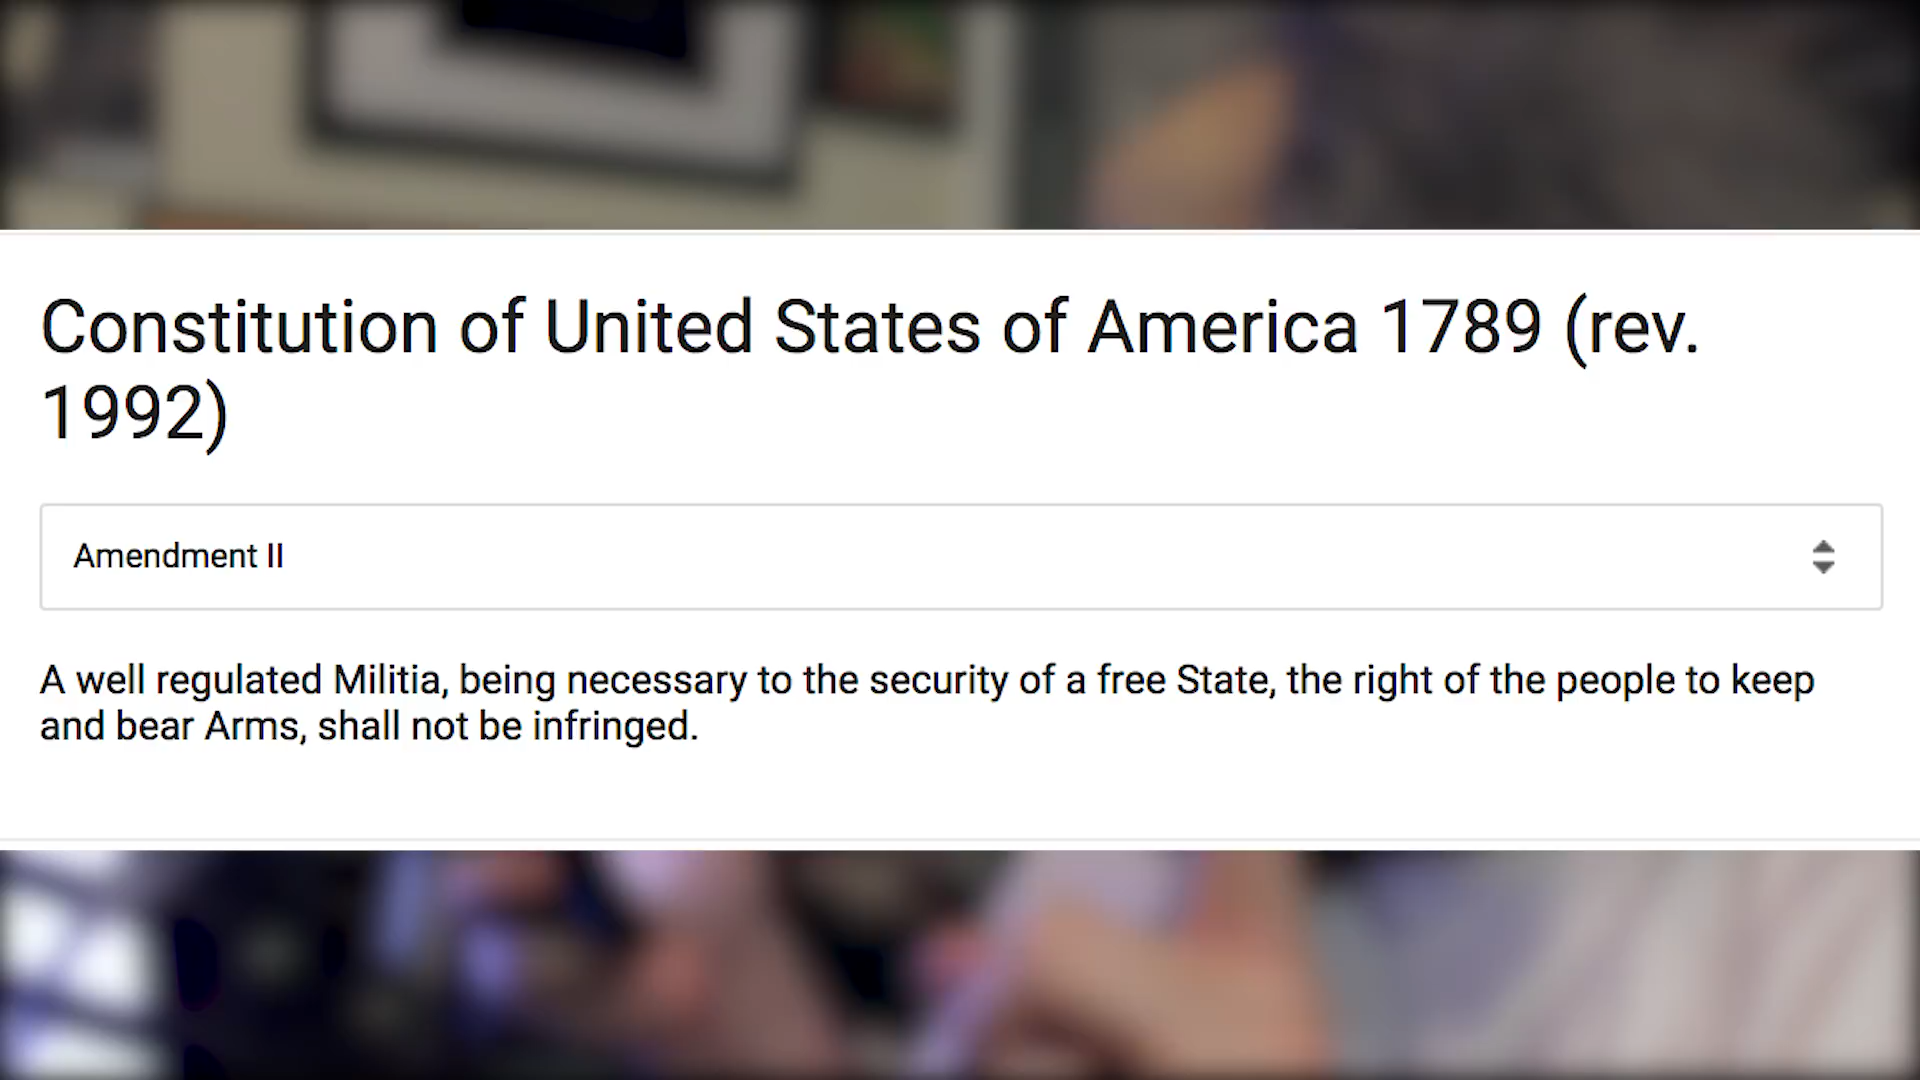 Constitution of United States of America 1789 (rev.
1992)
Amendment II
A well regulated Militia, being necessary to the security of a free State, the right of the people to keep
and bear Arms, shall not be infringed.